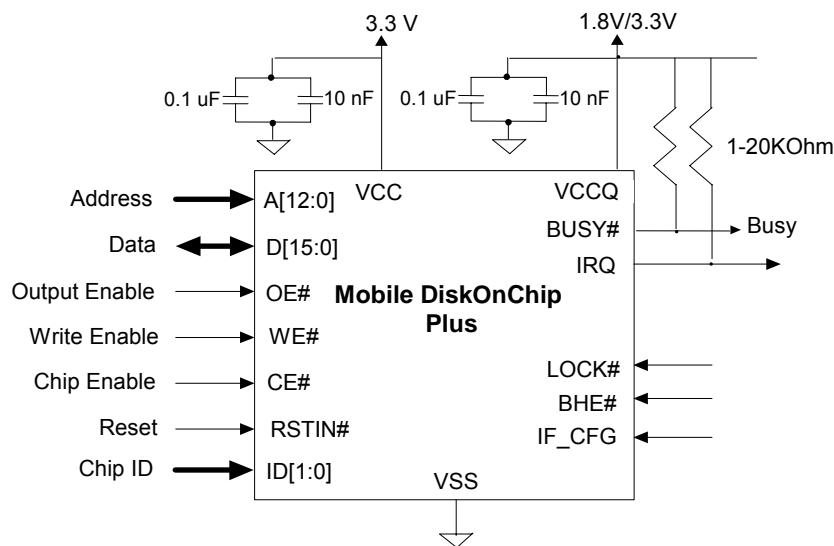 3.3 V
1.8V/3.3V
0.1 uF
10 nF
0.1 uF
10 nF
1-20KOhm
VCC
VCCQ
Address
A[12:0]
BUSY#
Busy
Data
D[15:0]
IRQ
Output Enable
OE#
Mobile DiskOnChip
Plus
Write Enable
WE#
LOCK#
Chip Enable
CE#
BHE#
Reset
RSTIN#
IF_CFG
Chip ID
ID[1:0]
VSS